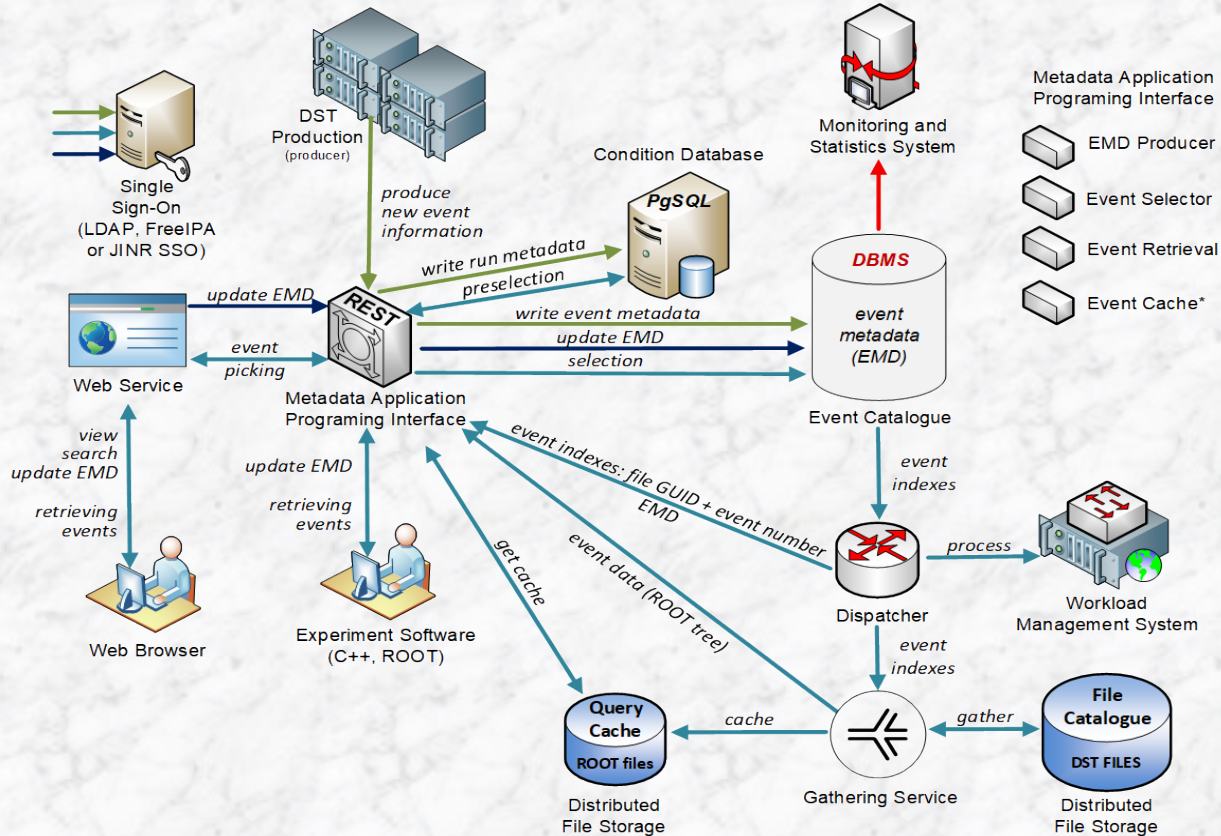 DST
Production
(producer)
Single
Sign-On
(LDAP, FreeIPA
or JINR SSO)
produce
new event
information
Condition Database
PgSQL
Monitoring and
Statistics System
Metadata Application
Programing Interface
EMD Producer
Event Selector
Event Retrieval
Event Cache*
write run metadata
preselection
DBMS
event
metadata
(EMD)
Event Catalogue
update EMD
REST
write event metadata
update EMD
selection
event
picking
Web Service
Metadata Application
Programing Interface
view
search
update EMD
retrieving
events
Web Browser
update EMD
retrieving
events
Experiment Software
(C++, ROOT)
event indexes: file GUID + event number
EMD
event data (ROOT tree)
get cache
event
indexes
Dispatcher
process
Workload
Management System
event
indexes
Query
Cache
ROOT files
Distributed
File Storage
cache
Gathering Service
gather
File
Catalogue
DST FILES
Distributed
File Storage